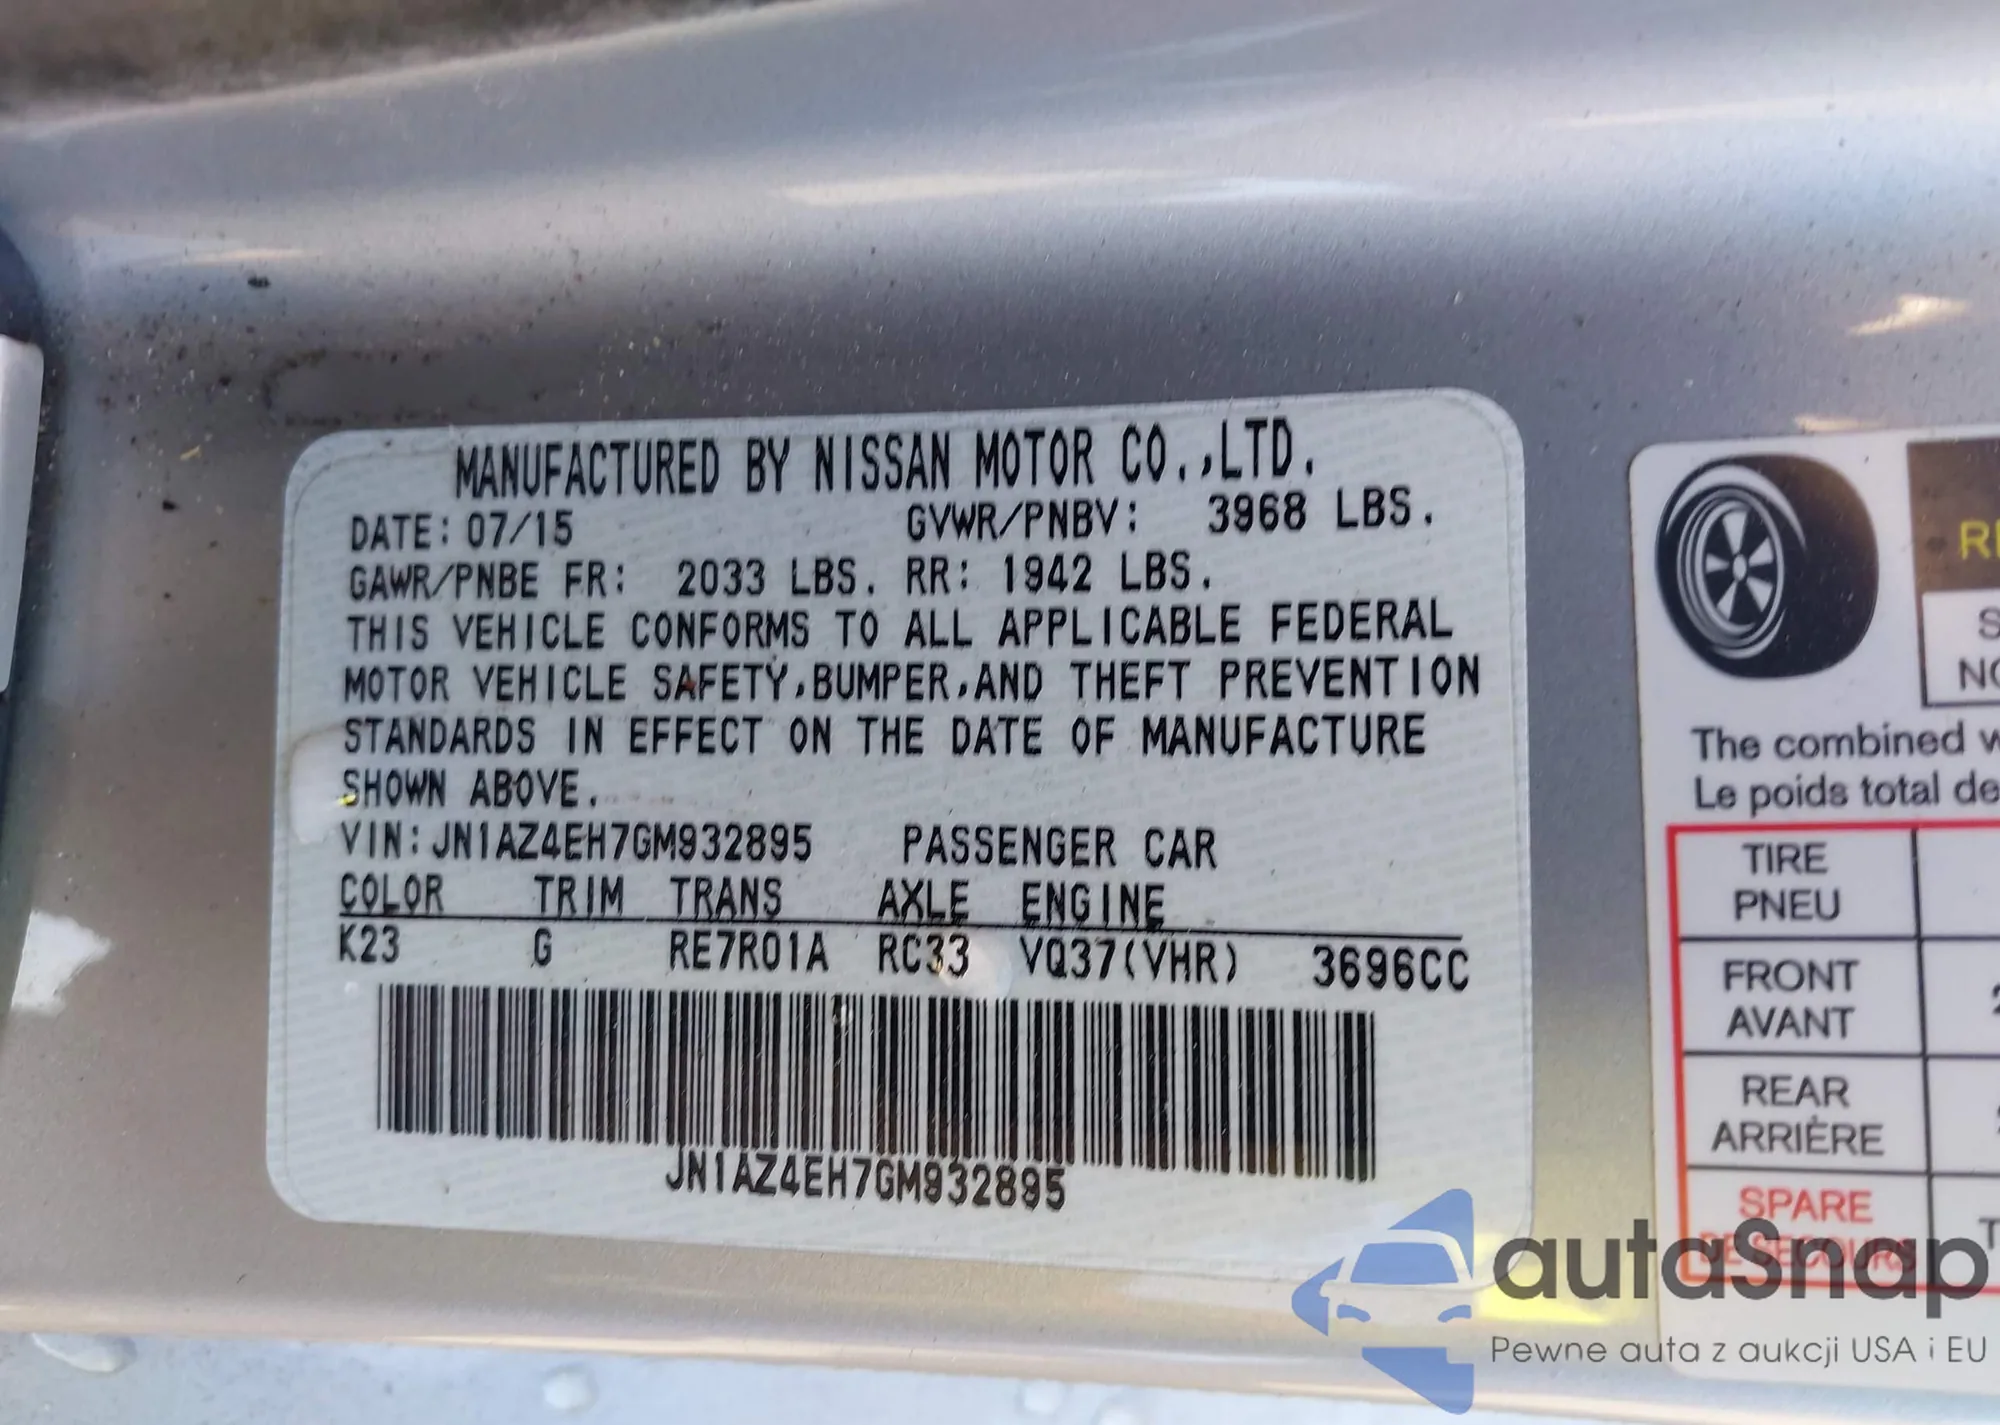 MANUFACTURED BY NISSAN MOTOR CO.,LTD.
DATE: 07/15 GVWR/PNBV: 3968 LBS.
GAWR/PNBE FR: 2033 LBS. RR: 1942 LBS.
THIS VEHICLE CONFORMS TO ALL APPLICABLE FEDERAL
MOTOR VEHICLE SAFETY,BUMPER,AND THEFT PREVENTION
STANDARDS IN EFFECT ON THE DATE OF MANUFACTURE
SHOWN ABOVE.
VIN: JN1AZ4EH7GM932895 PASSENGER CAR
COLOR TRIM TRANS AXLE ENGINE
K23 G RE7R01A RC33 VQ37(VHR) 3696CC
JN1AZ4EH7GM932895
The combined
Le poids total de
TIRE
PNEU
FRONT
AVANT
REAR
ARRIÈRE
SPARE
DE SECOURS
autaSnap
Pewne auta z aukcji USA i EU